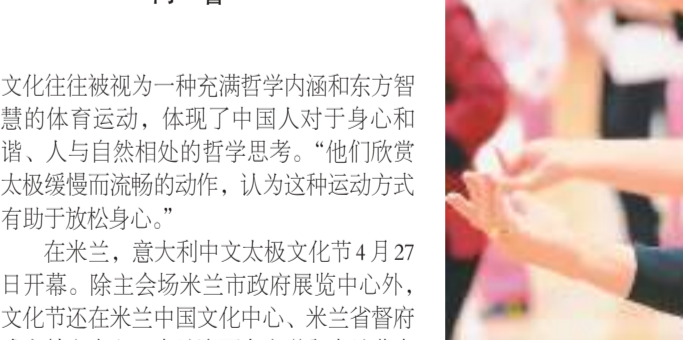 文化往往被视为一种充满哲学内涵和东方智
慧的体育运动，体现了中国人对于身心和
谐、人与自然相处的哲学思考。“他们欣赏
太极缓慢而流畅的动作，认为这种运动方式
有助于放松身心。”
在米兰，意大利中文太极文化节4月27
日开幕。除主会场米兰市政府展览中心外，
文化节还在米兰中国文化中心、米兰省督府